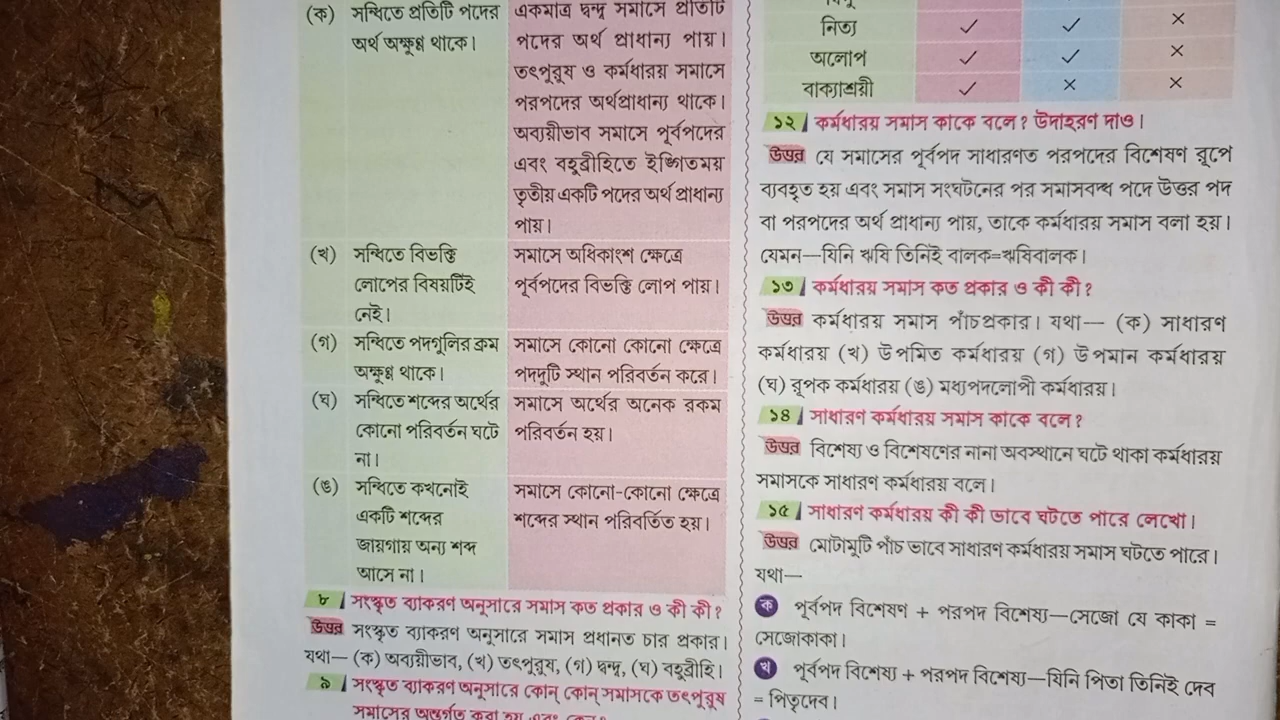 (ক) সন্ধিতে প্রতিটি পদের
অর্থ অক্ষুণ্ণ থাকে।
একমাত্র দ্বন্দ্ব সমাসে প্রতিটি
পদের অর্থ প্রাধান্য পায়।
তৎপুরুষ ও কর্মধারয় সমাসে
পরপদের অর্থপ্রাধান্য থাকে।
অব্যয়ীভাব সমাসে পূর্বপদের
এবং বহুব্রীহিতে ইঙ্গিতময়
তৃতীয় একটি পদের অর্থ প্রাধান্য
পায়।
(খ) সন্ধিতে বিভক্তি
লোপের বিষয়টিই
নেই।
সমাসে অধিকাংশ ক্ষেত্রে
পূর্বপদের বিভক্তি লোপ পায়।
(গ) সন্ধিতে পদগুলির ক্রম
অক্ষুণ্ণ থাকে।
সমাসে কোনো কোনো ক্ষেত্রে
পদদুটি স্থান পরিবর্তন করে।
(ঘ) সন্ধিতে শব্দের অর্থের
কোনো পরিবর্তন ঘটে
না।
সমাসে অর্থের অনেক রকম
পরিবর্তন হয়।
(ঙ) সন্ধিতে কখনোই
একটি শব্দের
জায়গায় অন্য শব্দ
আসে না।
সমাসে কোনো-কোনো ক্ষেত্রে
শব্দের স্থান পরিবর্তিত হয়।
৮ সংস্কৃত ব্যাকরণ অনুসারে সমাস কত প্রকার ও কী কী?
উত্তর সংস্কৃত ব্যাকরণ অনুসারে সমাস প্রধানত চার প্রকার।
যথা— (ক) অব্যয়ীভাব, (খ) তৎপুরুষ, (গ) দ্বন্দ্ব, (ঘ) বহুব্রীহি।
৯ সংস্কৃত ব্যাকরণ অনুসারে কোন্ কোন্ সমাসকে তৎপুরুষ
সমাসের অন্তর্গত করা হয় এবং কেন?
নিত্য ✓ ✓ ×
অলোপ ✓ ✓ ×
বাক্যাশ্রয়ী ✓ × ×
১২ কর্মধারয় সমাস কাকে বলে? উদাহরণ দাও।
উত্তর যে সমাসের পূর্বপদ সাধারণত পরপদের বিশেষণ রূপে
ব্যবহৃত হয় এবং সমাস সংঘটনের পর সমাসবদ্ধ পদে উত্তর পদ
বা পরপদের অর্থ প্রাধান্য পায়, তাকে কর্মধারয় সমাস বলা হয়।
যেমন—যিনি ঋষি তিনিই বালক=ঋষিবালক।
১৩ কর্মধারয় সমাস কত প্রকার ও কী কী?
উত্তর কর্মধারয় সমাস পাঁচপ্রকার। যথা— (ক) সাধারণ
কর্মধারয় (খ) উপমিত কর্মধারয় (গ) উপমান কর্মধারয়
(ঘ) রূপক কর্মধারয় (ঙ) মধ্যপদলোপী কর্মধারয়।
১৪ সাধারণ কর্মধারয় সমাস কাকে বলে?
উত্তর বিশেষ্য ও বিশেষণের নানা অবস্থানে ঘটে থাকা কর্মধারয়
সমাসকে সাধারণ কর্মধারয় বলে।
১৫ সাধারণ কর্মধারয় কী কী ভাবে ঘটতে পারে লেখো।
উত্তর মোটামুটি পাঁচ ভাবে সাধারণ কর্মধারয় সমাস ঘটতে পারে।
যথা—
ক পূর্বপদ বিশেষণ + পরপদ বিশেষ্য—সেজো যে কাকা =
সেজোকাকা।
খ পূর্বপদ বিশেষ্য + পরপদ বিশেষ্য—যিনি পিতা তিনিই দেব
= পিতৃদেব।